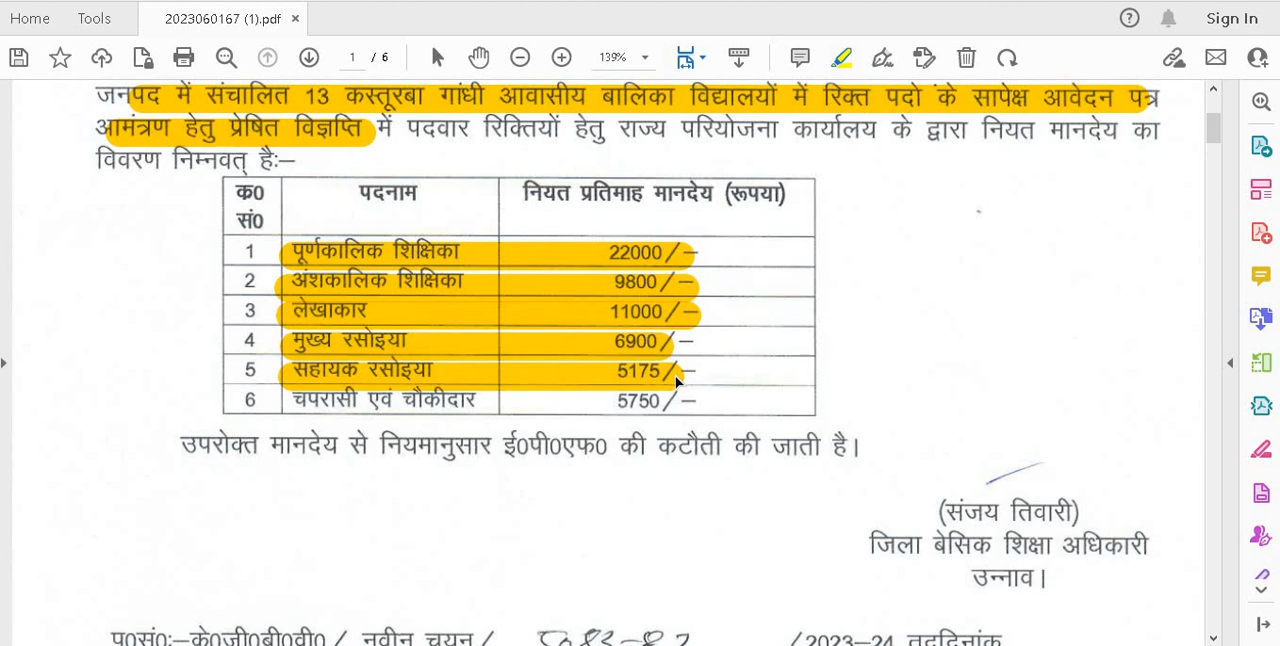 Home Tools 2023060167 (1).pdf × Sign In
1 / 6 139%
जनपद में संचालित 13 कस्तूरबा गांधी आवासीय बालिका विद्यालयों में रिक्त पदो के सापेक्ष आवेदन पत्र
आमंत्रण हेतु प्रेषित विज्ञप्ति में पदवार रिक्तियों हेतु राज्य परियोजना कार्यालय के द्वारा नियत मानदेय का
विवरण निम्नवत् हैः–
क0 सं0 पदनाम नियत प्रतिमाह मानदेय (रूपया)
1 पूर्णकालिक शिक्षिका 22000/–
2 अंशकालिक शिक्षिका 9800/–
3 लेखाकार 11000/–
4 मुख्य रसोइया 6900/–
5 सहायक रसोइया 5175/–
6 चपरासी एवं चौकीदार 5750/–
उपरोक्त मानदेय से नियमानुसार ई0पी0एफ0 की कटौती की जाती है।
(संजय तिवारी)
जिला बेसिक शिक्षा अधिकारी
उन्नाव।
प0सं0:–के0जी0बी0वी0/ नवीन चयन/ /2023–24 तददिनांक